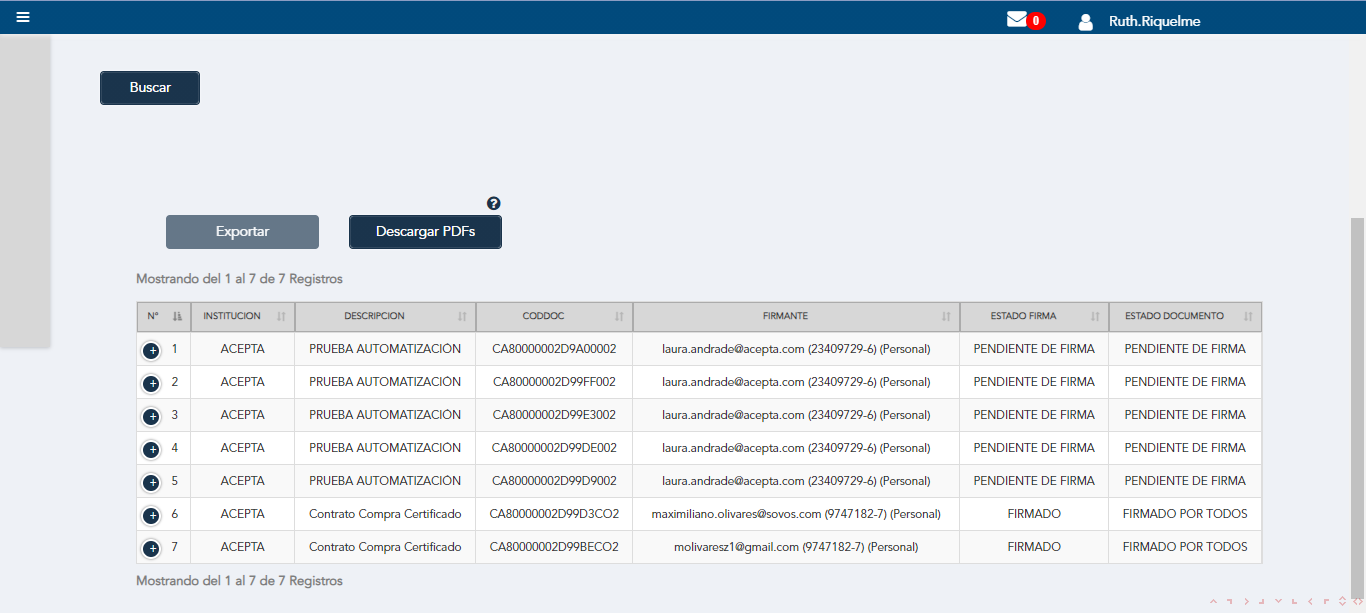 0 Ruth.Riquelme
Buscar
?
Exportar Descargar PDFs
Mostrando del 1 al 7 de 7 Registros
N° INSTITUCION DESCRIPCION CODDOC FIRMANTE ESTADO FIRMA ESTADO DOCUMENTO
+ 1 ACEPTA PRUEBA AUTOMATIZACIÓN CA80000002D9A00002 laura.andrade@acepta.com (23409729-6) (Personal) PENDIENTE DE FIRMA PENDIENTE DE FIRMA
+ 2 ACEPTA PRUEBA AUTOMATIZACIÓN CA80000002D99FF002 laura.andrade@acepta.com (23409729-6) (Personal) PENDIENTE DE FIRMA PENDIENTE DE FIRMA
+ 3 ACEPTA PRUEBA AUTOMATIZACIÓN CA80000002D99E3002 laura.andrade@acepta.com (23409729-6) (Personal) PENDIENTE DE FIRMA PENDIENTE DE FIRMA
+ 4 ACEPTA PRUEBA AUTOMATIZACIÓN CA80000002D99DE002 laura.andrade@acepta.com (23409729-6) (Personal) PENDIENTE DE FIRMA PENDIENTE DE FIRMA
+ 5 ACEPTA PRUEBA AUTOMATIZACIÓN CA80000002D99D9002 laura.andrade@acepta.com (23409729-6) (Personal) PENDIENTE DE FIRMA PENDIENTE DE FIRMA
+ 6 ACEPTA Contrato Compra Certificado CA80000002D99D3CO2 maximiliano.olivares@sovos.com (9747182-7) (Personal) FIRMADO FIRMADO POR TODOS
+ 7 ACEPTA Contrato Compra Certificado CA80000002D99BECO2 molivaresz1@gmail.com (9747182-7) (Personal) FIRMADO FIRMADO POR TODOS
Mostrando del 1 al 7 de 7 Registros